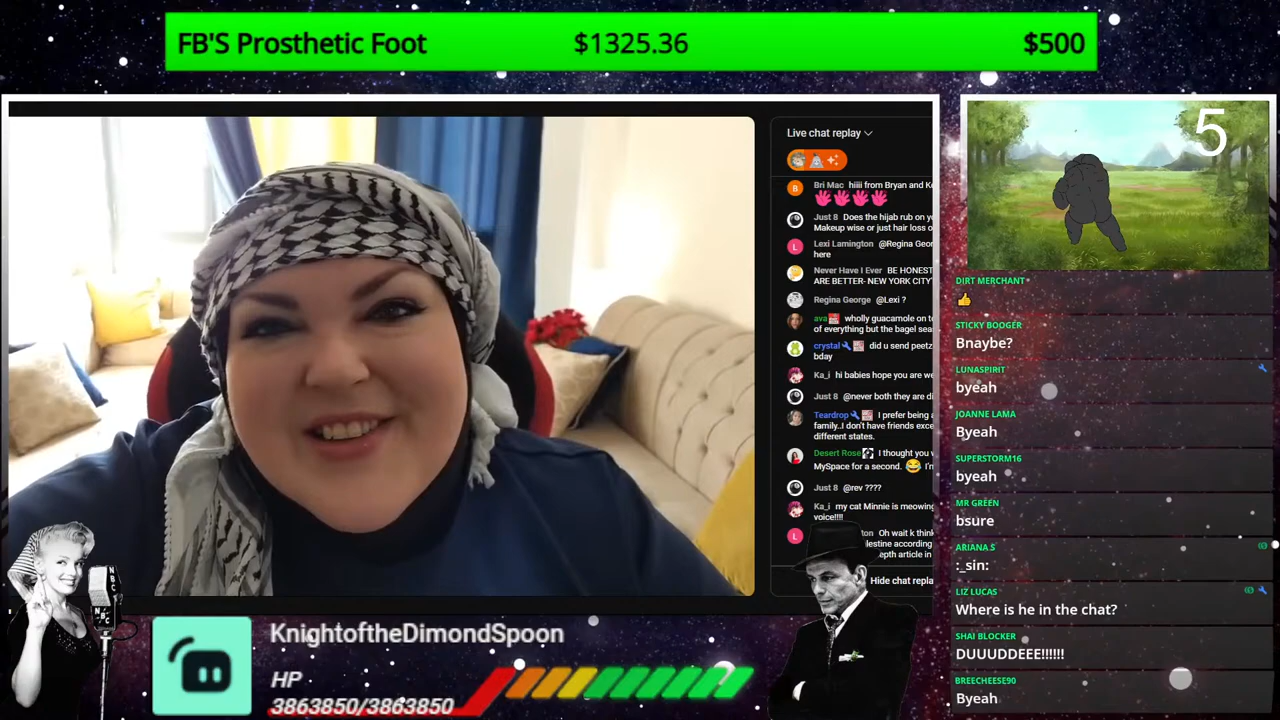 FB'S Prosthetic Foot $1325.36 $500
Live chat replay
B Bri Mac hiiii from Bryan and
Just 8 Does the hijab rub on
Makeup wise or just hair loss
L Lexi Lamington @Regina
here
Never Have I Ever BE HONEST
ARE BETTER- NEW YORK CITY
Regina George @Lexi ?
ava wholly guacamole on
of everything but the bagel
crystal did u send peetz
bday
Ka_i hi babies hope you are
Just 8 @never both they are
Teardrop I prefer being
family..I don't have friends
different states.
Desert Rose I thought you
MySpace for a second.
Just 8 @rev ????
Ka_i my cat Minnie is
voice!!!!
L Oh wait k
according
article in
Hide chat
5
DIRT MERCHANT
STICKY BOOGER
Bnaybe?
LUNASPIRIT
byeah
JOANNE LAMA
Byeah
SUPERSTORM16
byeah
MR GREEN
bsure
ARIANA S
:_sin:
LIZ LUCAS
Where is he in the chat?
SHAI BLOCKER
DUUUDDEEE!!!!!!
BREECHEESE90
Byeah
NBC
KnightoftheDimondSpoon
HP
3863850/3863850